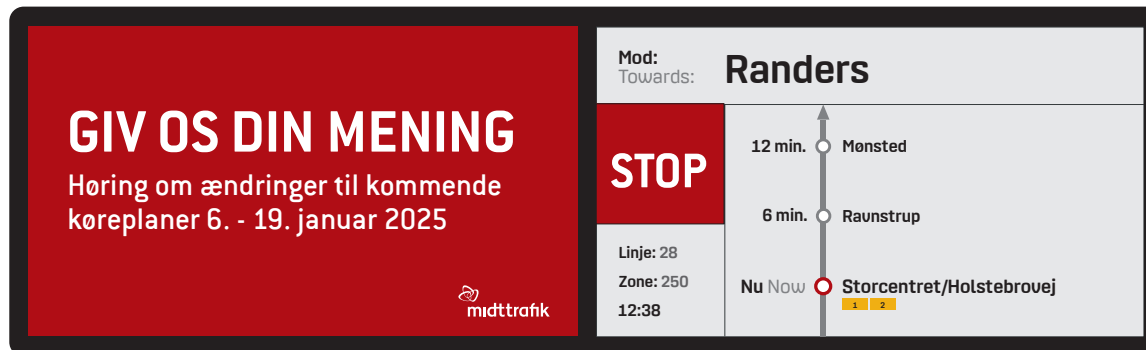 GIV OS DIN MENING
Høring om ændringer til kommende
køreplaner 6. - 19. januar 2025
midttrafik
Mod:
Towards:
Randers
STOP
Linje: 28
Zone: 250
12:38
12 min. Mønsted
6 min. Ravnstrup
Nu Now Storcentret/Holstebrovej
1 2